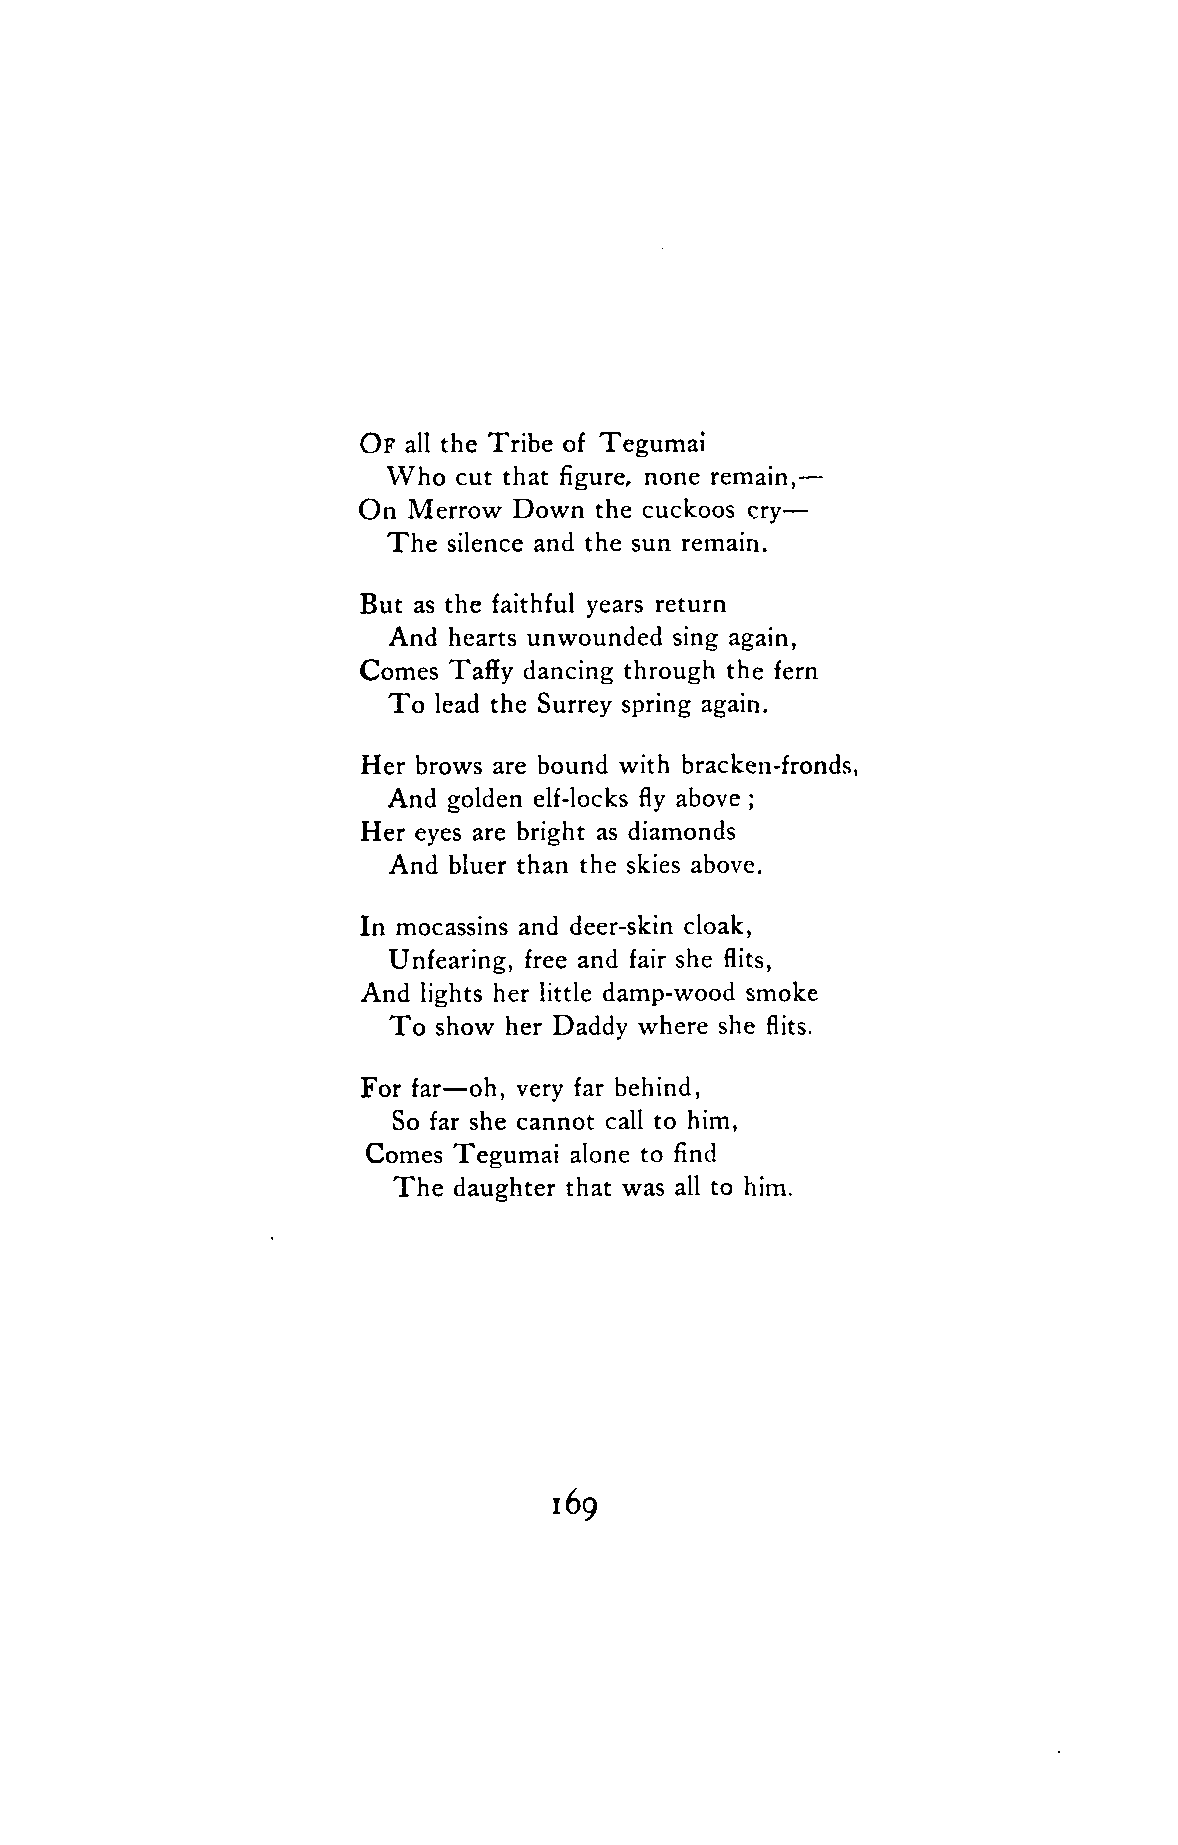 OF all the Tribe of Tegumai
Who cut that figure, none remain,—
On Merrow Down the cuckoos cry—
The silence and the sun remain.
But as the faithful years return
And hearts unwounded sing again,
Comes Taffy dancing through the fern
To lead the Surrey spring again.
Her brows are bound with bracken-fronds,
And golden elf-locks fly above ;
Her eyes are bright as diamonds
And bluer than the skies above.
In mocassins and deer-skin cloak,
Unfearing, free and fair she flits,
And lights her little damp-wood smoke
To show her Daddy where she flits.
For far—oh, very far behind,
So far she cannot call to him,
Comes Tegumai alone to find
The daughter that was all to him.
169